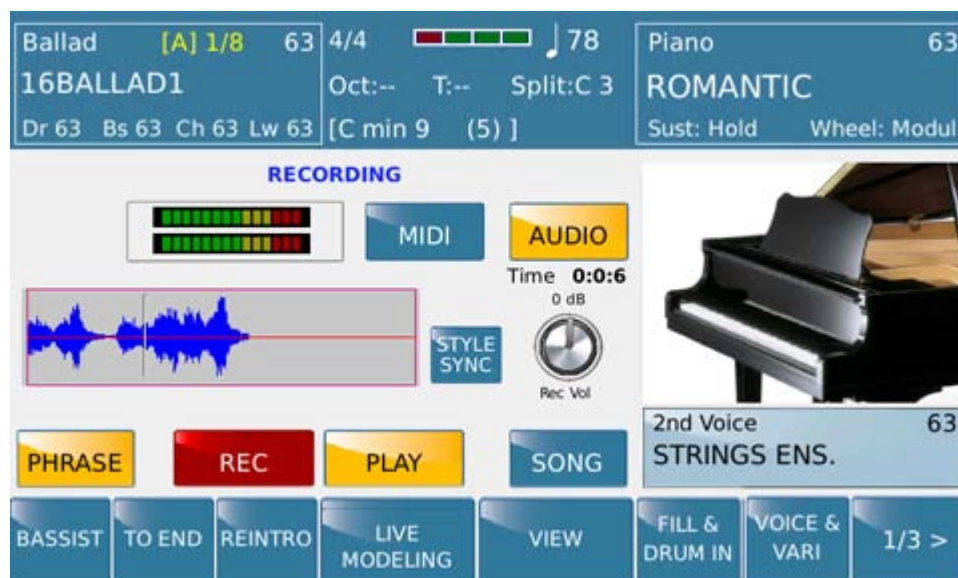 Ballad [A] 1/8 63
16BALLAD1
Dr 63 Bs 63 Ch 63 Lw 63
4/4 78
Oct:-- T:-- Split:C 3
[C min 9 (5) ]
Piano 63
ROMANTIC
Sust: Hold Wheel: Modul
RECORDING
MIDI
AUDIO
Time 0:0:6
0 dB
STYLE
SYNC
Rec Vol
2nd Voice 63
STRINGS ENS.
PHRASE
REC
PLAY
SONG
BASSIST
TO END
REINTRO
LIVE
MODELING
VIEW
FILL &
DRUM IN
VOICE &
VARI
1/3 >